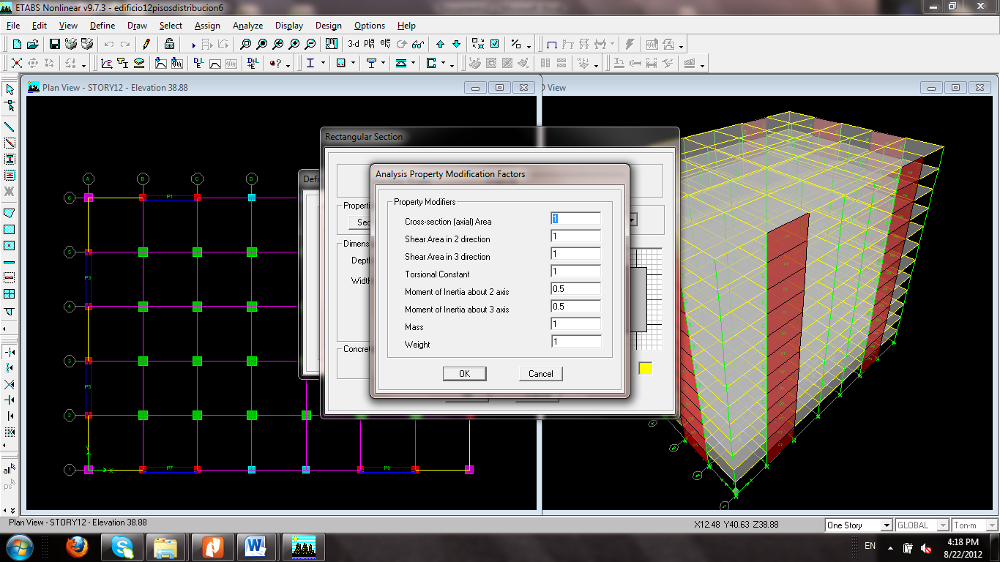 ETABS Nonlinear v9.7.3 - edificio12pisosdistribucion6
File Edit View Define Draw Select Assign Analyze Display Design Options Help
3-d
all
ps
Plan View - STORY12 - Elevation 38.88
D View
A B C D
6
5
4
3
2
1
P1
P3
P5
P7
P8
Y
X
Defi
Rectangular Section
Properti
Sec
Dimens
Depth
Width
Concret
Analysis Property Modification Factors
Property Modifiers
Cross-section (axial) Area 1
Shear Area in 2 direction 1
Shear Area in 3 direction 1
Torsional Constant 1
Moment of Inertia about 2 axis 0.5
Moment of Inertia about 3 axis 0.5
Mass 1
Weight 1
OK Cancel
Plan View - STORY12 - Elevation 38.88
X12.48 Y40.63 Z38.88
One Story
GLOBAL
Ton-m
EN
4:18 PM
8/22/2012